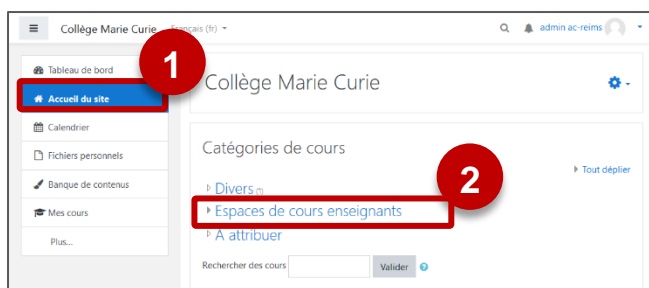 Collège Marie Curie Français (fr) admin ac-reims
1
Tableau de bord
Collège Marie Curie
Accueil du site
Calendrier
Fichiers personnels
Banque de contenus
Mes cours
Plus...
Catégories de cours
Tout déplier
2
Divers (1)
Espaces de cours enseignants
A attribuer
Rechercher des cours Valider